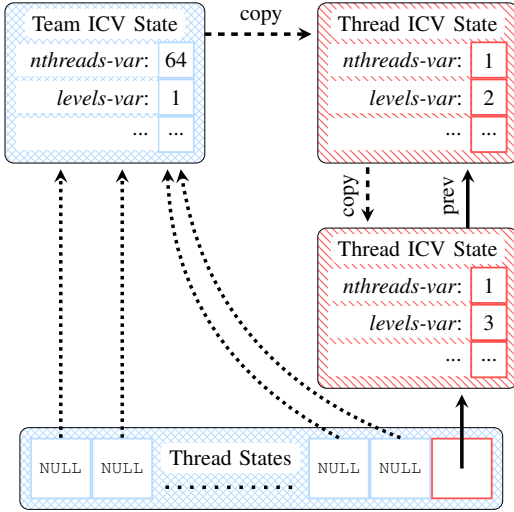 Team ICV State
nthreads-var: 64
levels-var: 1
... ...
copy
Thread ICV State
nthreads-var: 1
levels-var: 2
... ...
copy
prev
Thread ICV State
nthreads-var: 1
levels-var: 3
... ...
NULL NULL Thread States NULL NULL